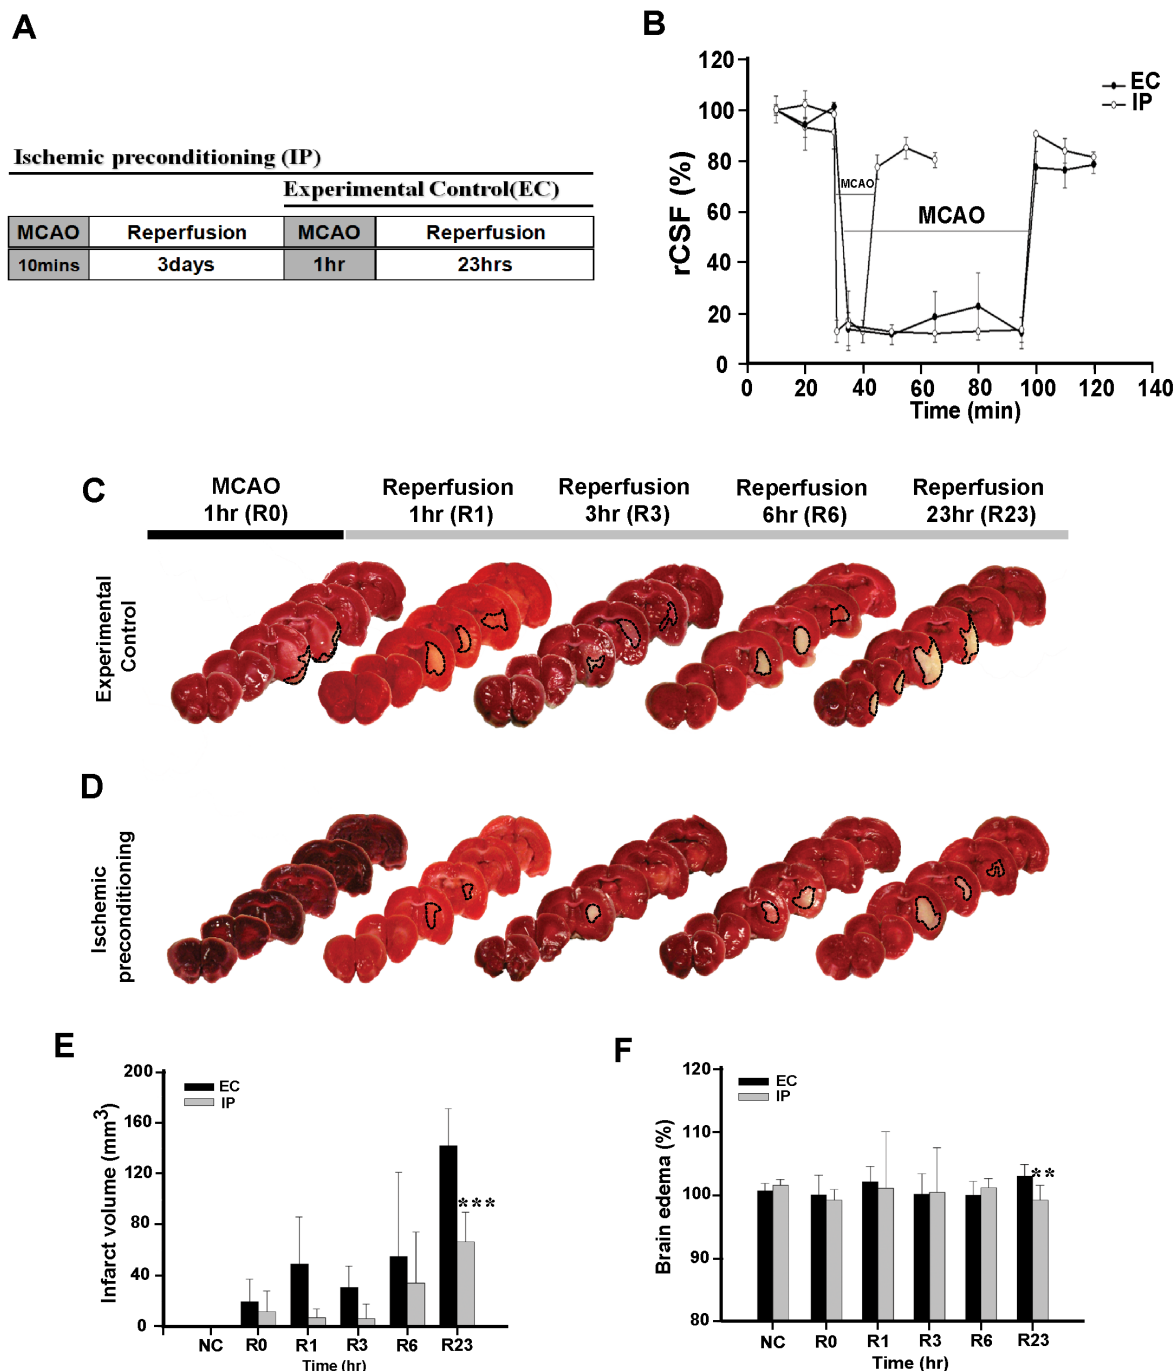 A
Ischemic preconditioning (IP)
Experimental Control(EC)
MCAO Reperfusion MCAO Reperfusion
10mins 3days 1hr 23hrs
B
120
100
80
60
40
20
0
rCSF (%)
EC
IP
MCAO
MCAO
0 20 40 60 80 100 120 140
Time (min)
C
MCAO
1hr (R0)
Reperfusion
1hr (R1)
Reperfusion
3hr (R3)
Reperfusion
6hr (R6)
Reperfusion
23hr (R23)
Experimental
Control
D
Ischemic
preconditioning
E
200
160
120
80
40
0
Infarct volume (mm3)
EC
IP
***
NC R0 R1 R3 R6 R23
Time (hr)
F
120
110
100
90
80
Brain edema (%)
EC
IP
**
NC R0 R1 R3 R6 R23
Time (hr)